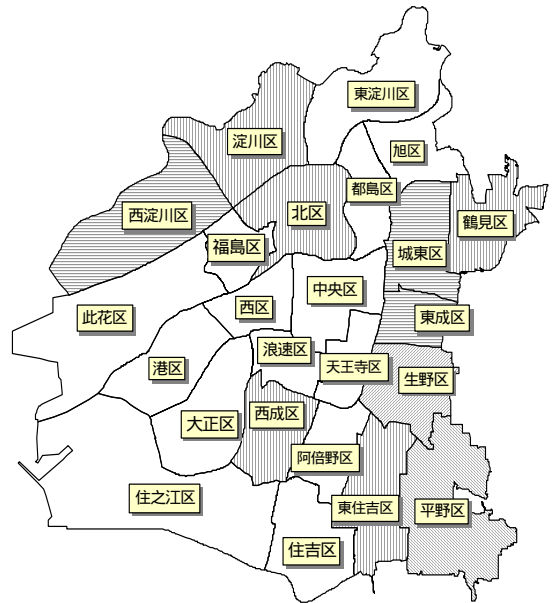 東淀川区
淀川区
旭区
都島区
西淀川区
北区
鶴見区
福島区
城東区
中央区
西区
此花区
東成区
浪速区
港区
天王寺区
生野区
西成区
大正区
阿倍野区
住之江区
東住吉区
平野区
住吉区